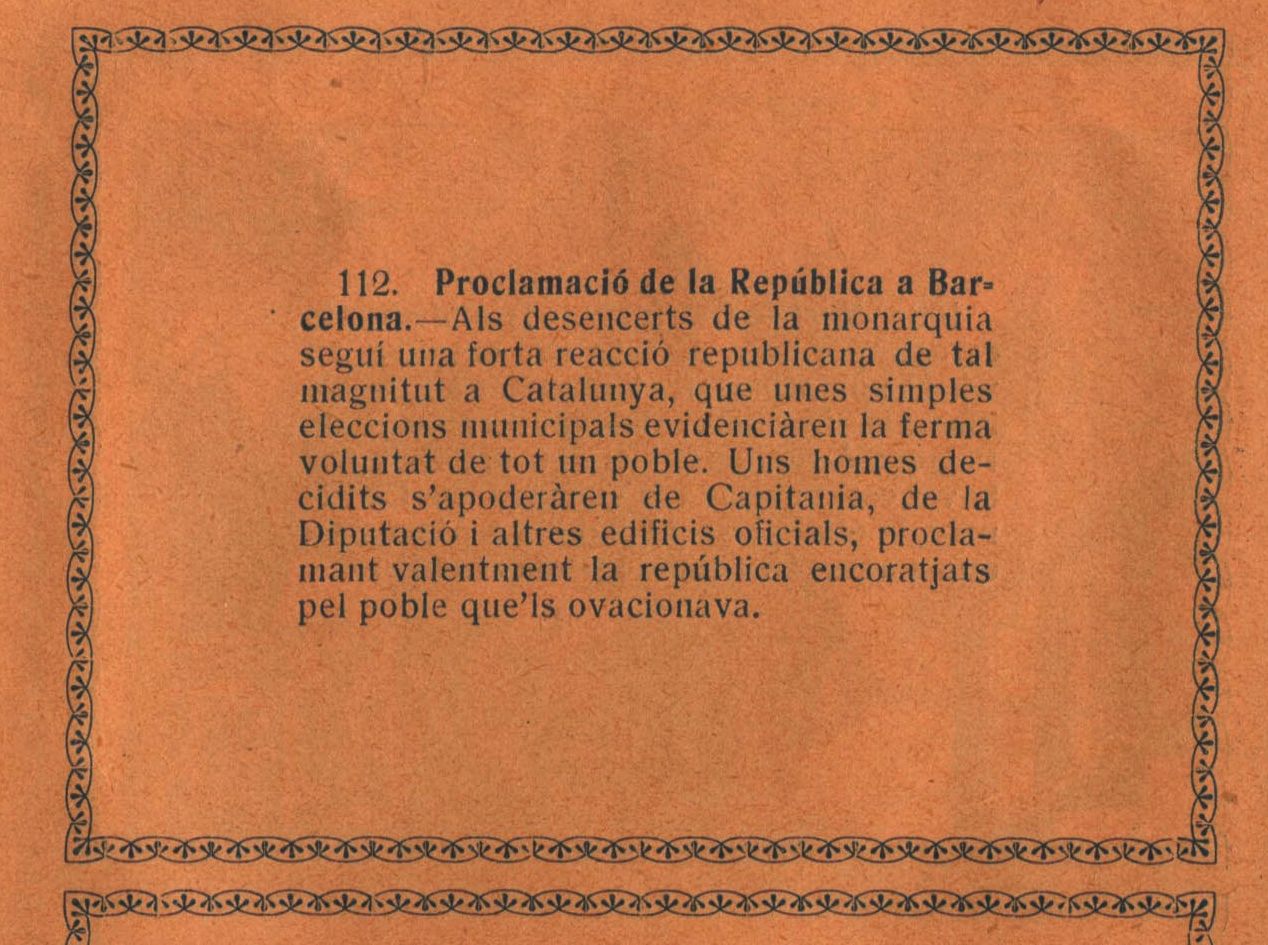 112. Proclamació de la República a Bar-
celona.—Als desencerts de la monarquia
seguí una forta reacció republicana de tal
magnitut a Catalunya, que unes simples
eleccions municipals evidenciàren la ferma
voluntat de tot un poble. Uns homes de-
cidits s'apoderàren de Capitania, de la
Diputació i altres edificis oficials, procla-
mant valentment la república encoratjats
pel poble que'ls ovacionava.